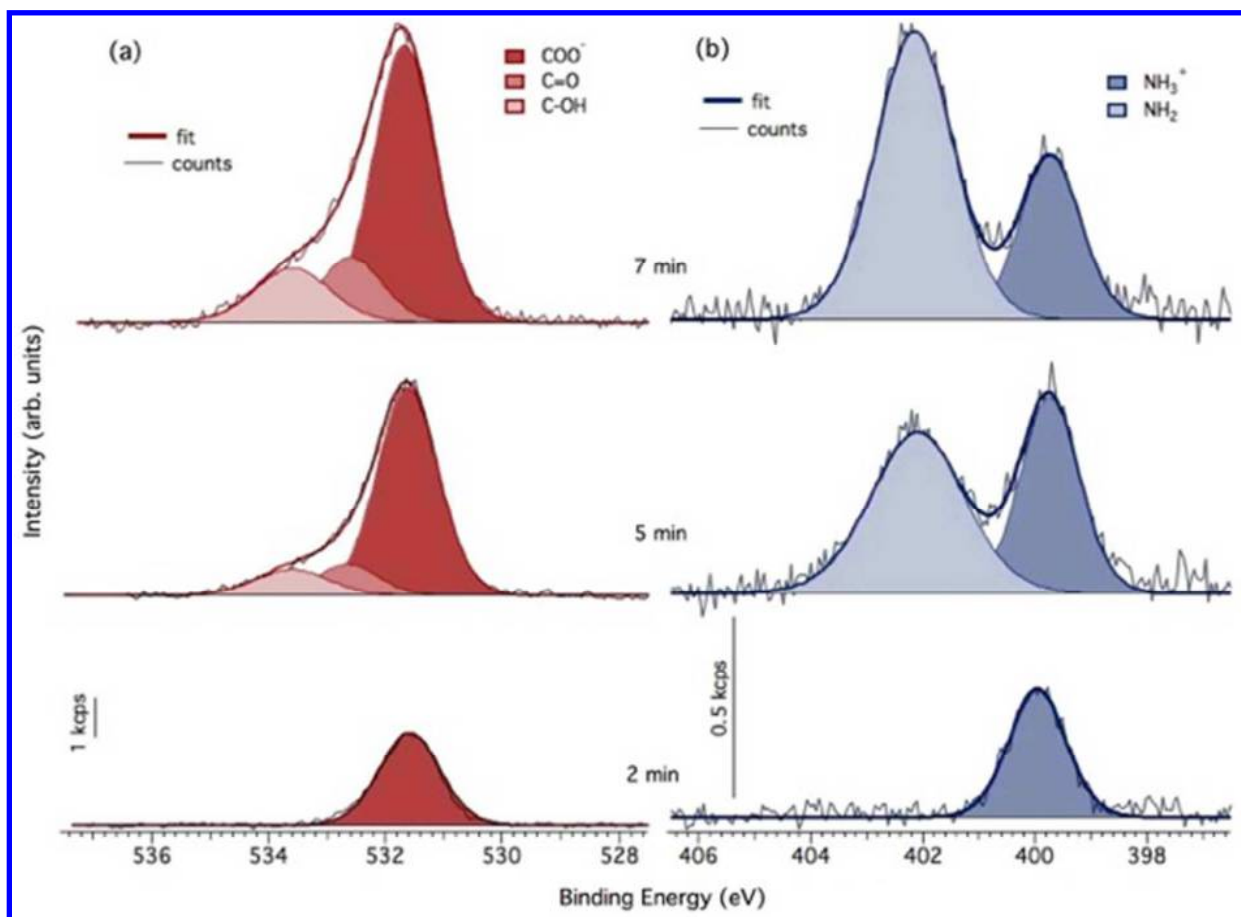 (a)
COO⁻
C=O
C-OH
fit
counts
(b)
NH₃⁺
NH₂
fit
counts
7 min
5 min
2 min
Intensity (arb. units)
1 kcps
0.5 kcps
536 534 532 530 528
406 404 402 400 398
Binding Energy (eV)